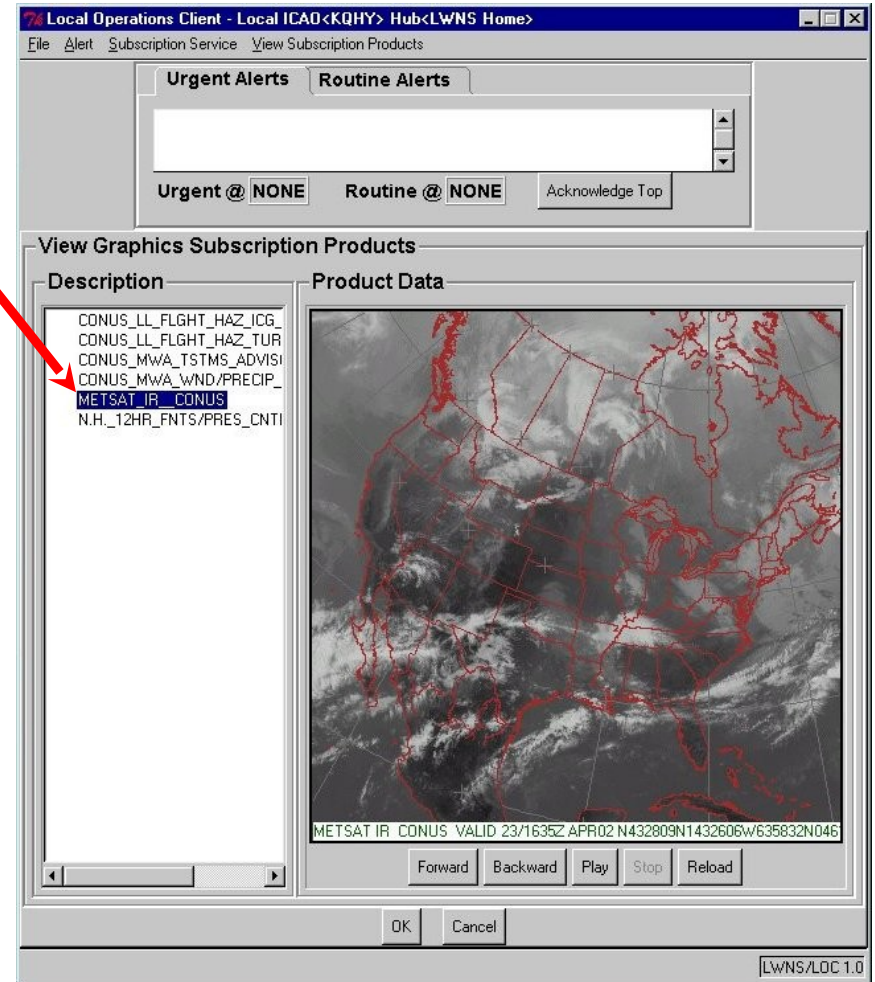 Local Operations Client - Local ICAO<KQHY> Hub<LWNS Home>
File Alert Subscription Service View Subscription Products
Urgent Alerts Routine Alerts
Urgent @ NONE Routine @ NONE Acknowledge Top
View Graphics Subscription Products
Description
CONUS_LL_FLGHT_HAZ_ICG_
CONUS_LL_FLGHT_HAZ_TUR
CONUS_MWA_TSTMS_ADVIS
CONUS_MWA_WND/PRECIP_
METSAT_IR__CONUS
N.H._12HR_FNTS/PRES_CNT
Product Data
METSAT IR CONUS VALID 23/1635Z APR02 N432809N1432606W635832N046
Forward Backward Play Stop Reload
OK Cancel
LWNS/LOC 1.0